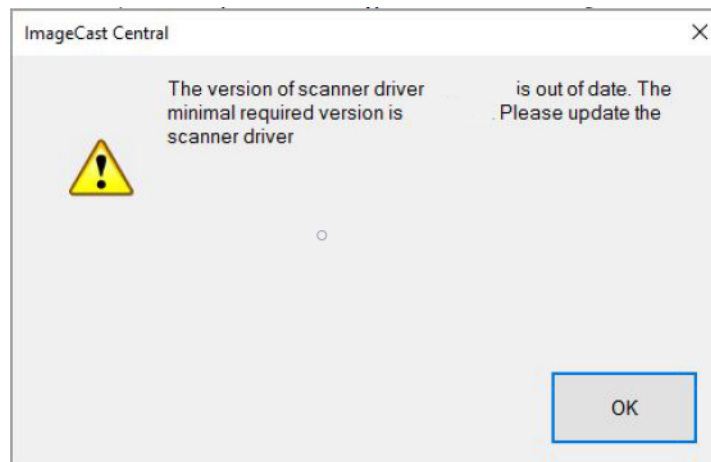 ImageCast Central
The version of scanner driver is out of date. The
minimal required version is . Please update the
scanner driver
OK